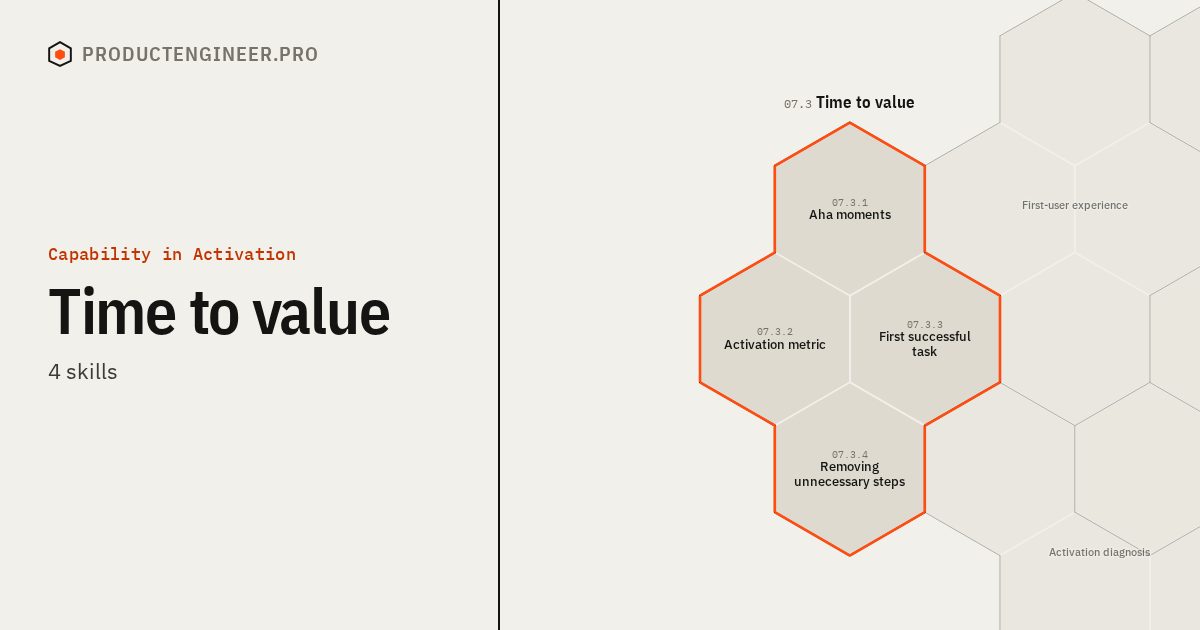 PRODUCTENGINEER.PRO
Capability in Activation
Time to value
4 skills
07.3 Time to value
07.3.1
Aha moments
First-user experience
07.3.2
Activation metric
07.3.3
First successful
task
07.3.4
Removing
unnecessary steps
Activation diagnosis